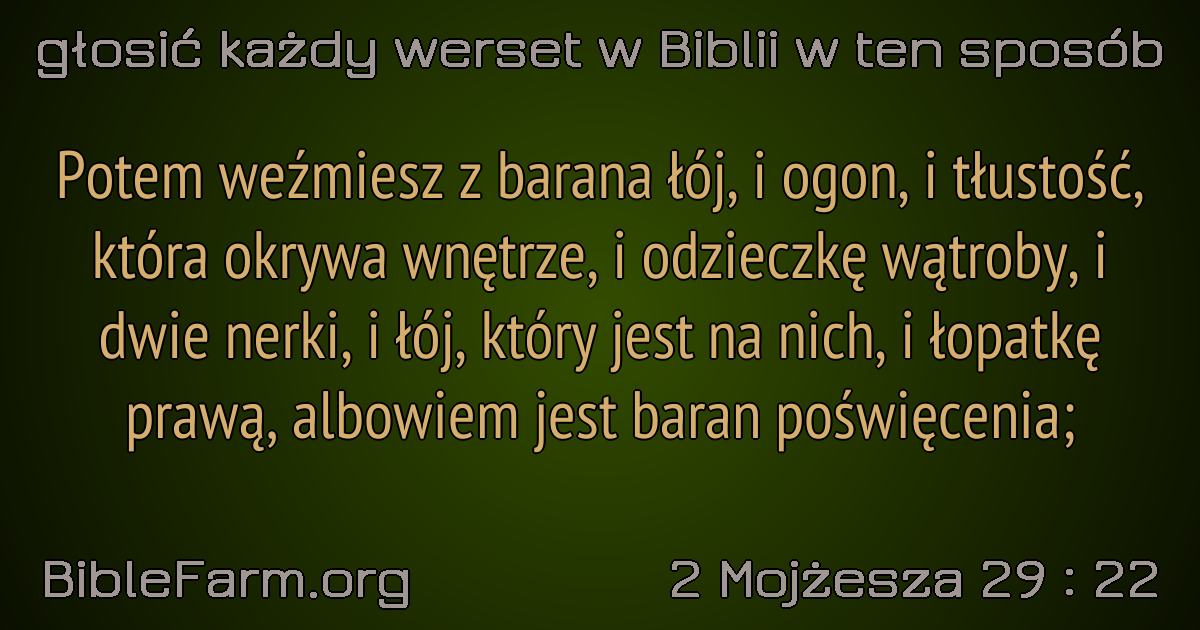 głosić każdy werset w Biblii w ten sposób
Potem weźmiesz z barana łój, i ogon, i tłustość,
która okrywa wnętrze, i odzieczkę wątroby, i
dwie nerki, i łój, który jest na nich, i łopatkę
prawą, albowiem jest baran poświęcenia;
BibleFarm.org
2 Mojżesza 29 : 22